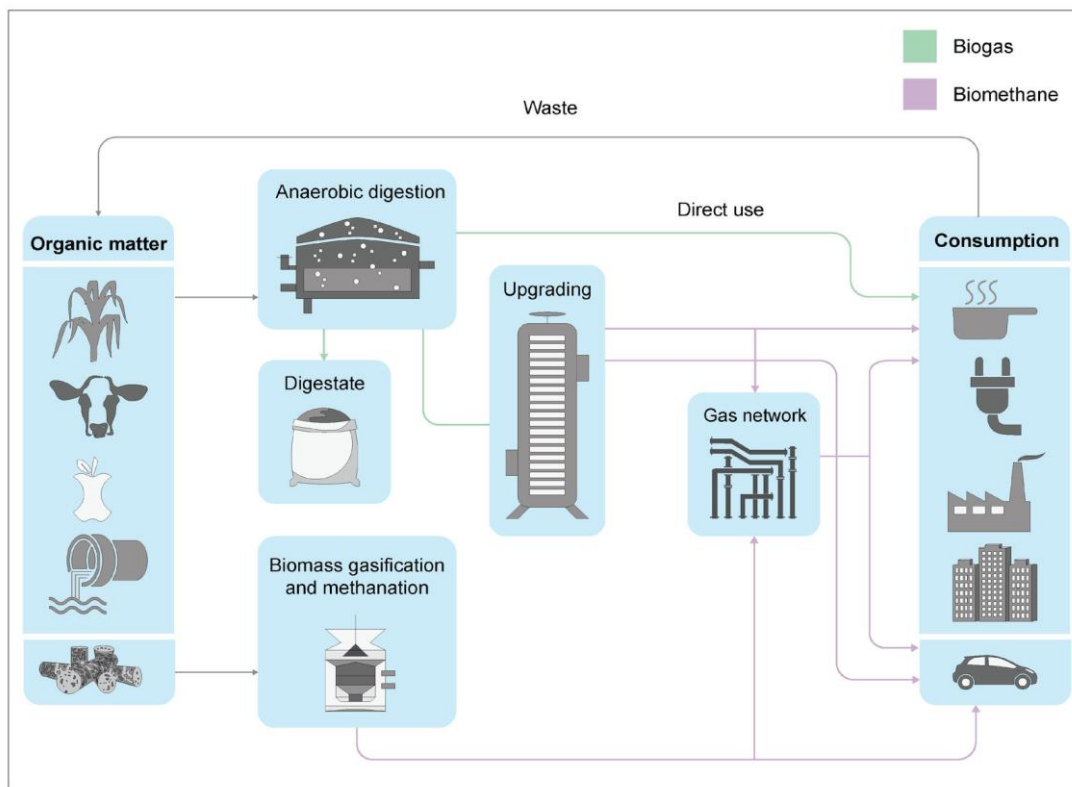 Biogas
Biomethane
Waste
Anaerobic digestion
Direct use
Organic matter
Consumption
Upgrading
Digestate
Gas network
Biomass gasification
and methanation